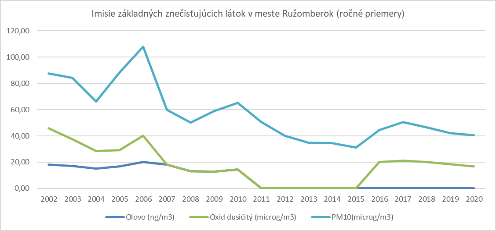 Imisie základných znečisťujúcich látok v meste Ružomberok (ročné priemery)
120,00
100,00
80,00
60,00
40,00
20,00
0,00
2002 2003 2004 2005 2006 2007 2008 2009 2010 2011 2012 2013 2014 2015 2016 2017 2018 2019 2020
Olovo (ng/m3) Oxid dusičitý (microg/m3) PM10(microg/m3)